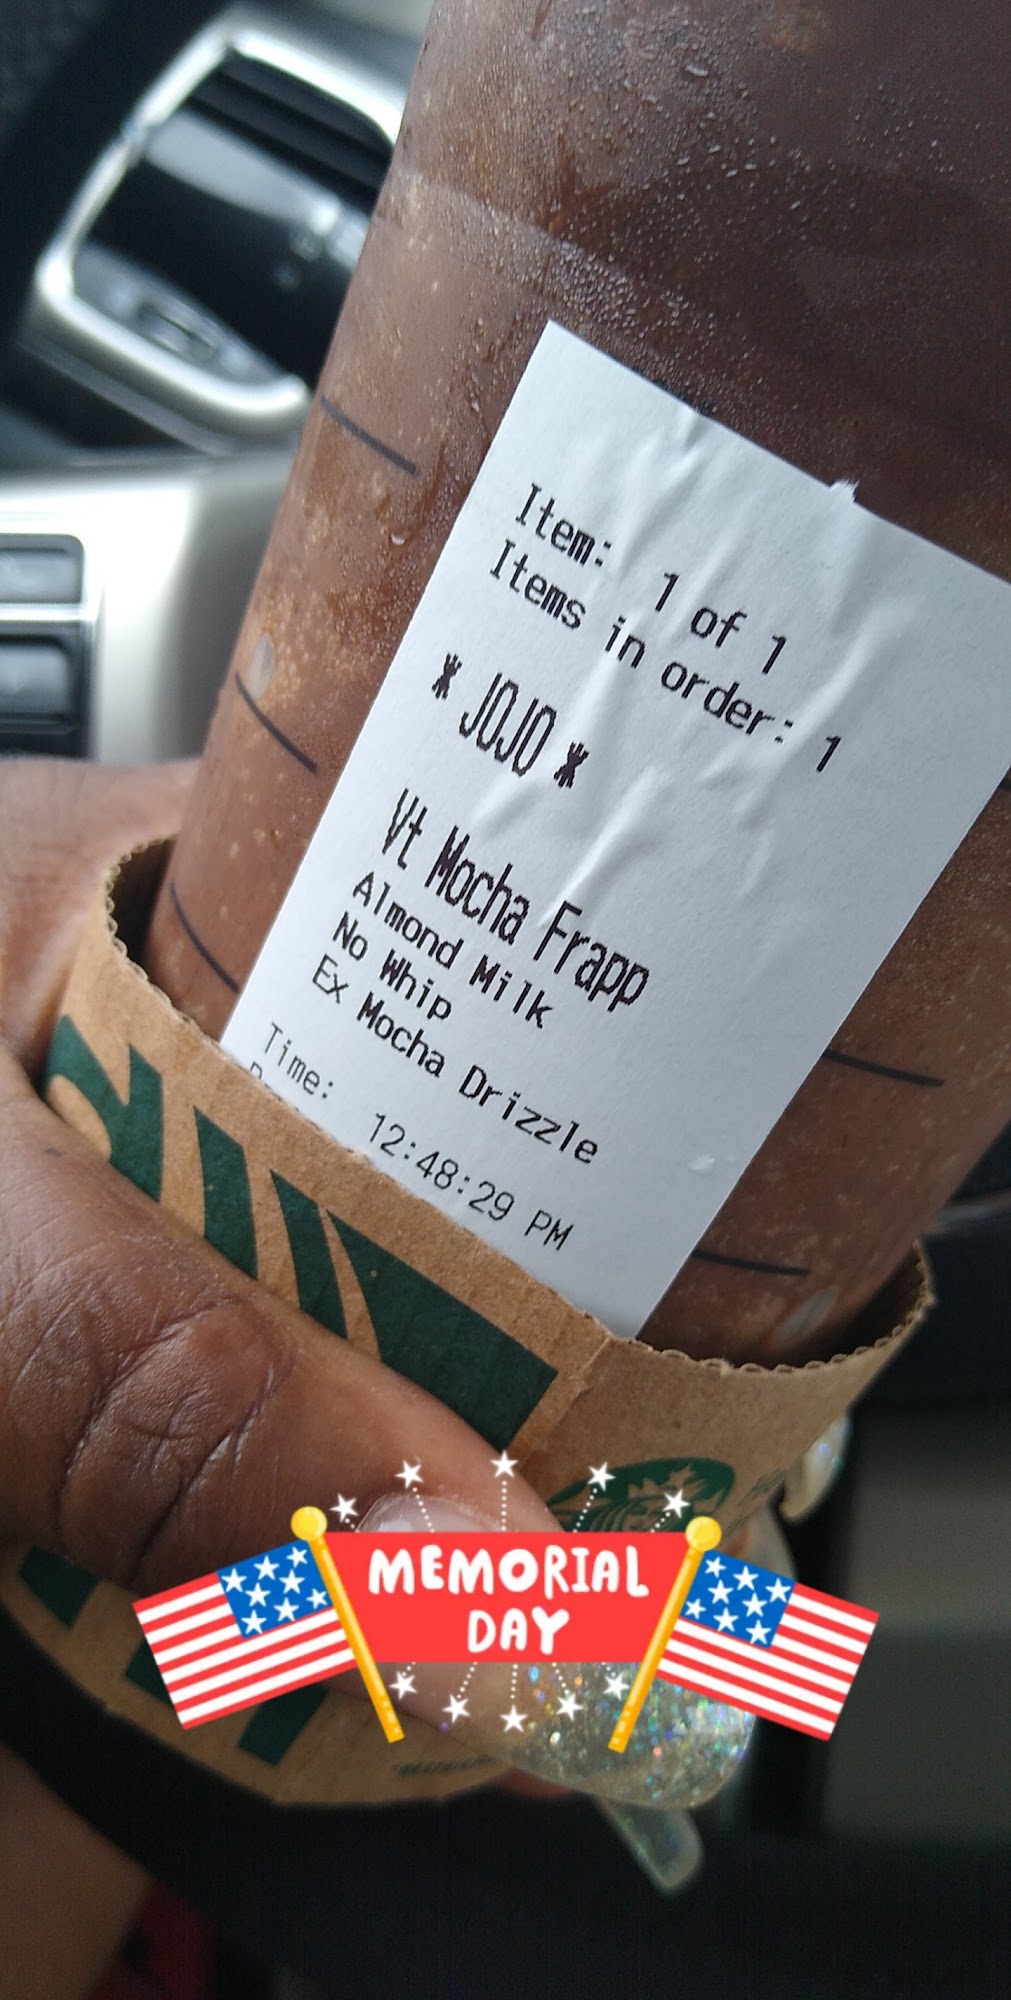 Item: 1 of 1
Items in order: 1
* JOJO *
Vt Mocha Frapp
Almond Milk
No Whip
Ex Mocha Drizzle
Time: 12:48:29 PM
MEMORIAL
DAY